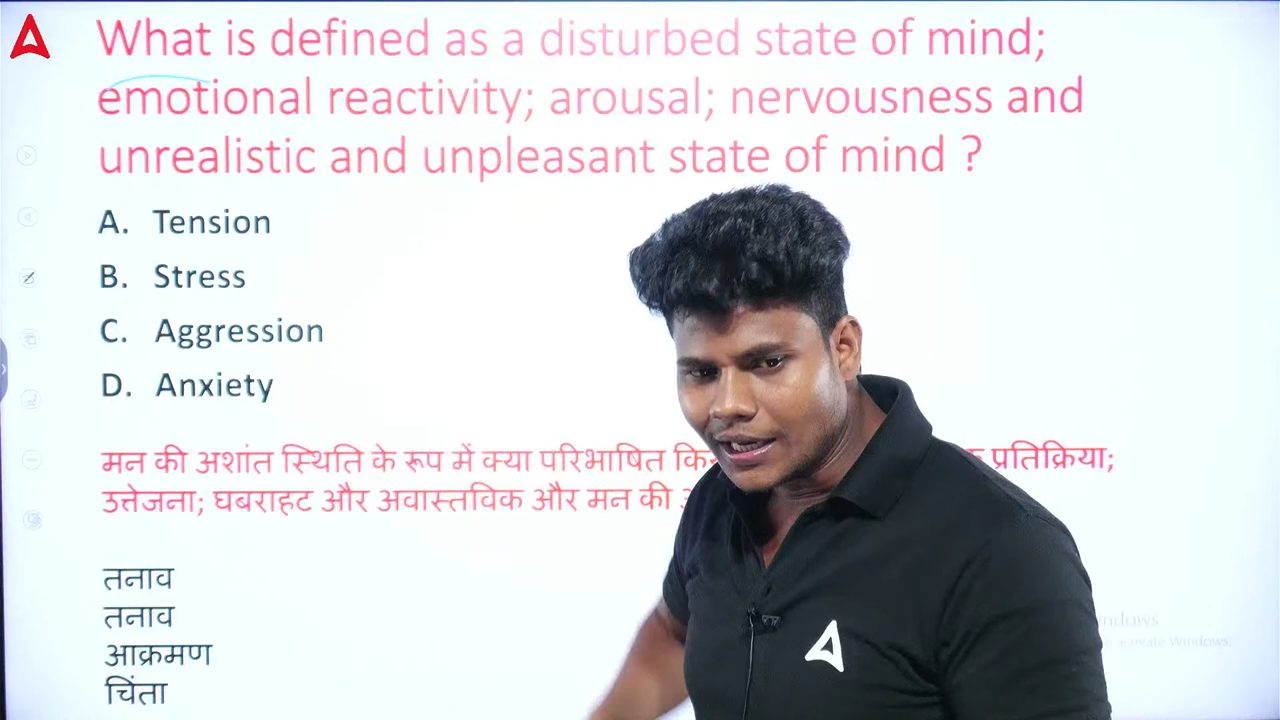 What is defined as a disturbed state of mind;
emotional reactivity; arousal; nervousness and
unrealistic and unpleasant state of mind ?
A. Tension
B. Stress
C. Aggression
D. Anxiety
मन की अशांत स्थिति के रूप में क्या परिभाषित प्रतिक्रिया;
उत्तेजना; घबराहट और अवास्तविक और मन की
तनाव
तनाव
आक्रमण
चिंता